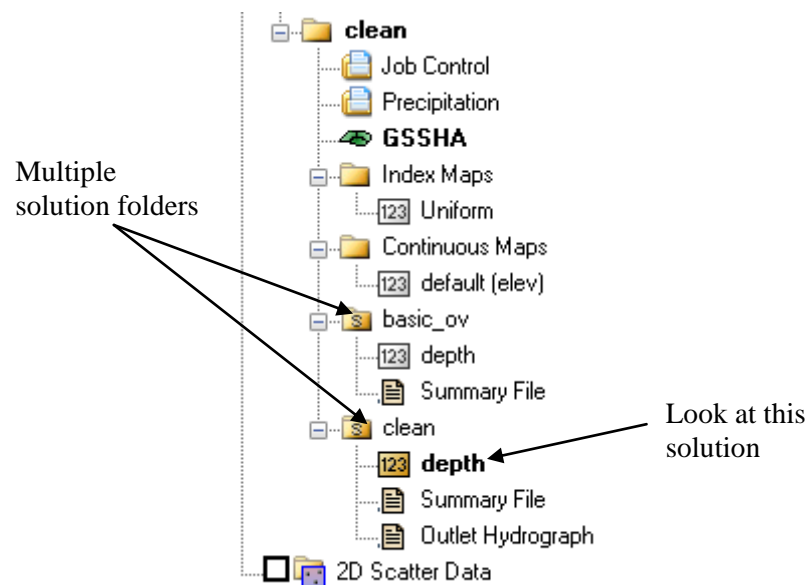 clean
Job Control
Precipitation
GSSHA
Index Maps
123 Uniform
Continuous Maps
123 default (elev)
Multiple
solution folders
S basic_ov
123 depth
Summary File
S clean
123 depth
Look at this
solution
Summary File
Outlet Hydrograph
2D Scatter Data